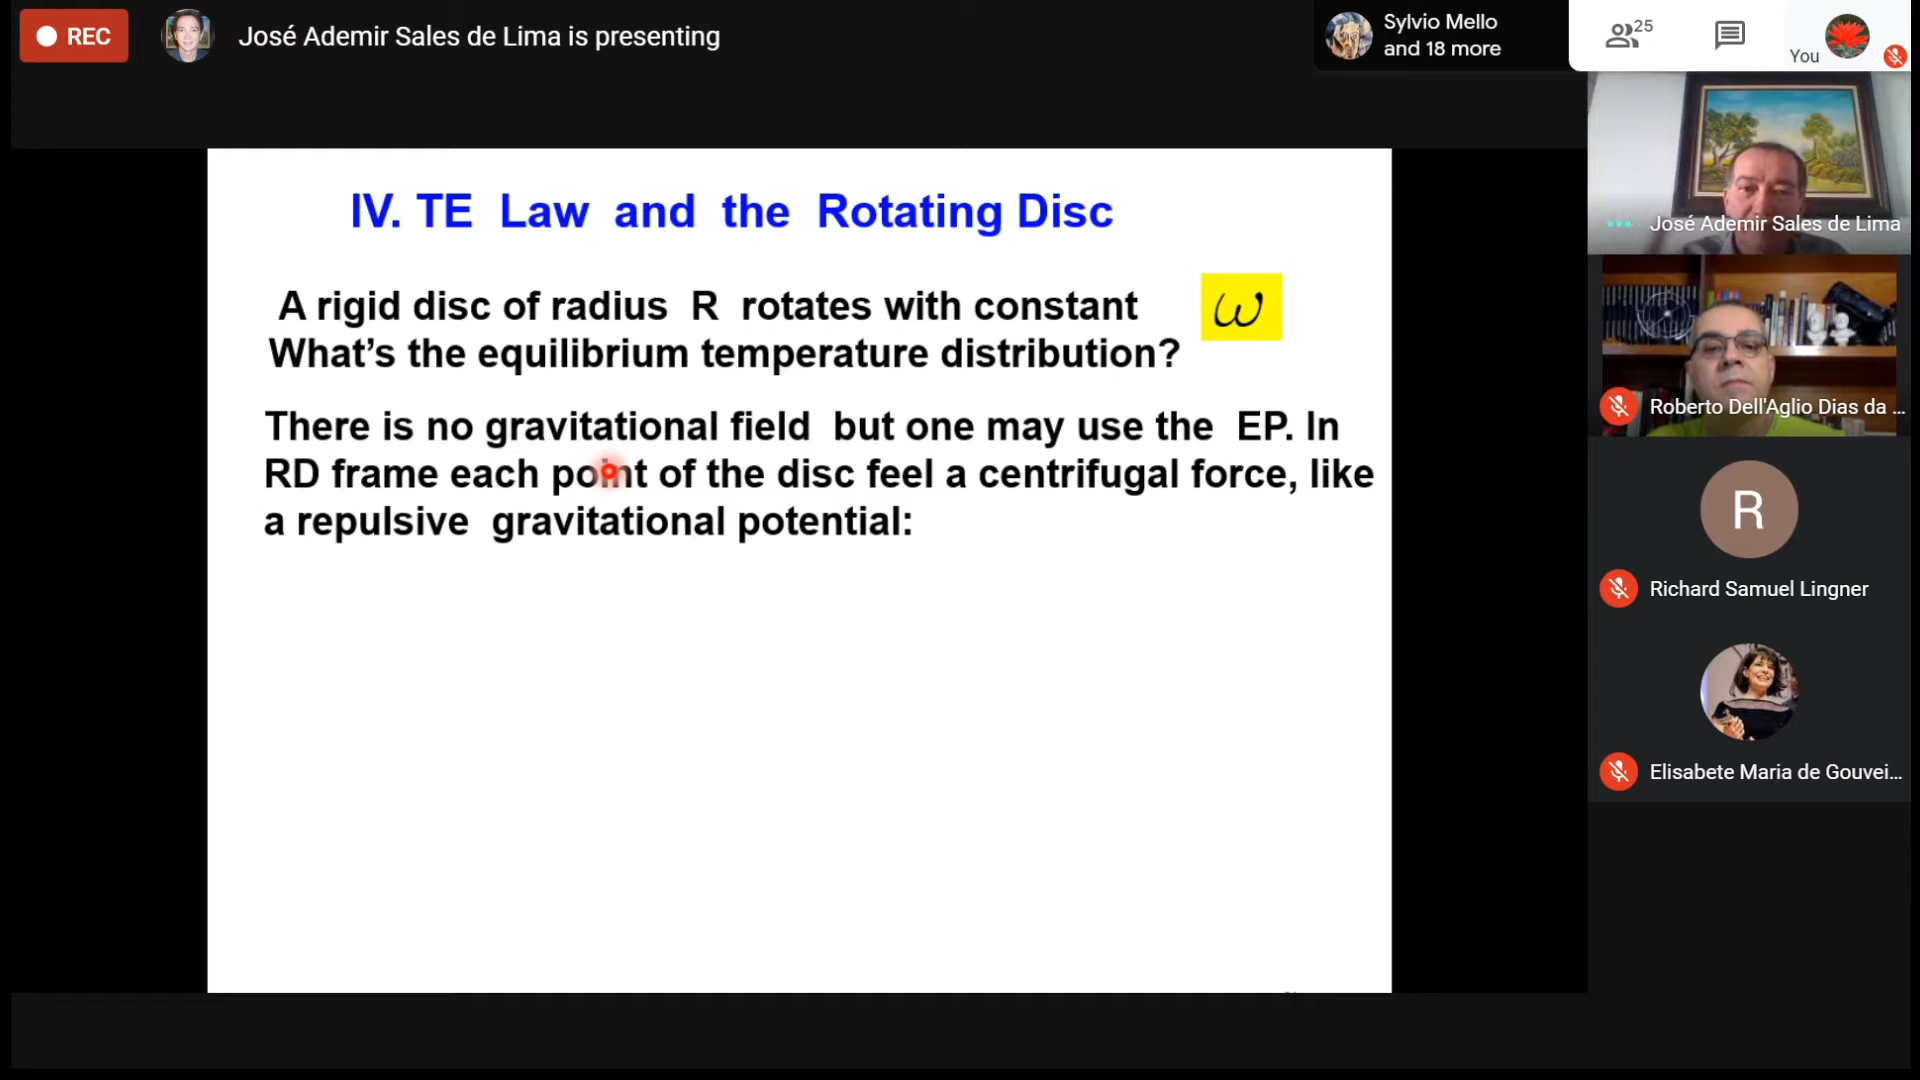 REC
José Ademir Sales de Lima is presenting
Sylvio Mello
and 18 more
25
You
IV. TE Law and the Rotating Disc
A rigid disc of radius R rotates with constant ω
What’s the equilibrium temperature distribution?
There is no gravitational field but one may use the EP. In
RD frame each point of the disc feel a centrifugal force, like
a repulsive gravitational potential:
José Ademir Sales de Lima
Roberto Dell'Aglio Dias da ...
R
Richard Samuel Lingner
Elisabete Maria de Gouvei...